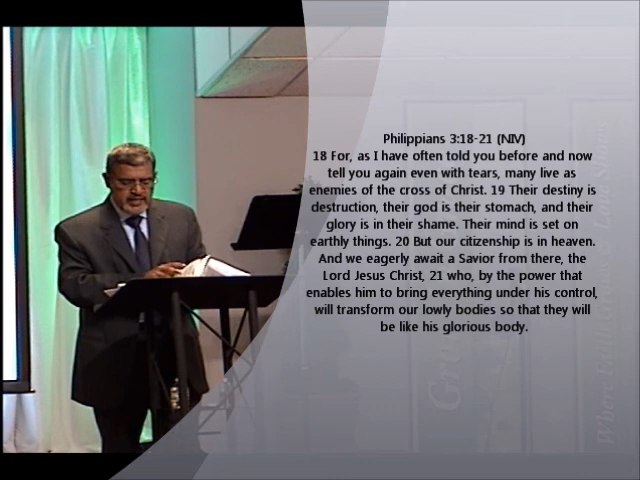 Philippians 3:18-21 (NIV)
18 For, as I have often told you before and now
tell you again even with tears, many live as
enemies of the cross of Christ. 19 Their destiny is
destruction, their god is their stomach, and their
glory is in their shame. Their mind is set on
earthly things. 20 But our citizenship is in heaven.
And we eagerly await a Savior from there, the
Lord Jesus Christ, 21 who, by the power that
enables him to bring everything under his control,
will transform our lowly bodies so that they will
be like his glorious body.